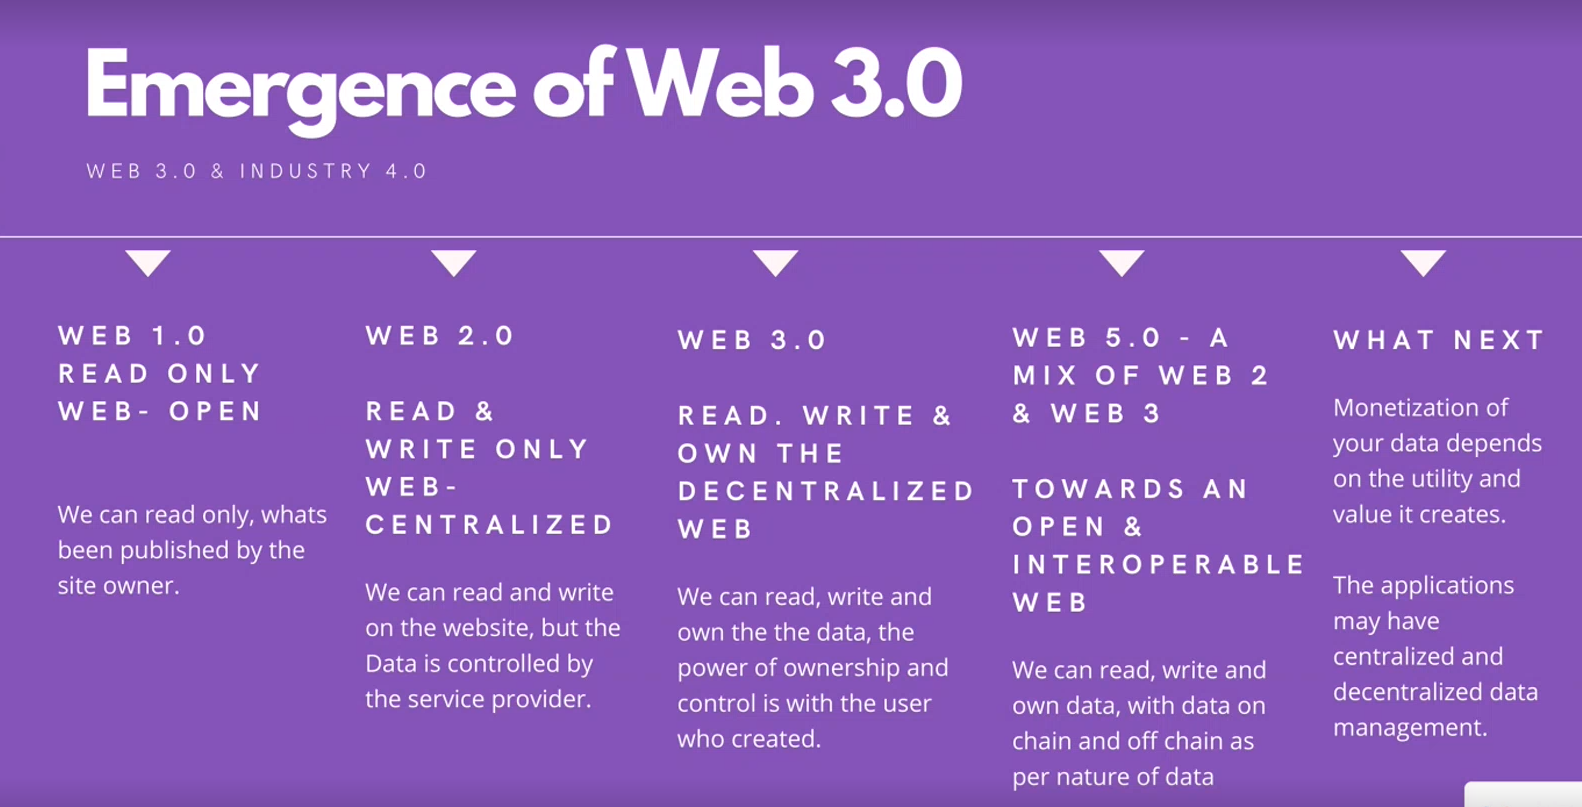 Emergence of Web 3.0
WEB 3.0 & INDUSTRY 4.0
WEB 1.0
READ ONLY
WEB- OPEN
We can read only, whats
been published by the
site owner.
WEB 2.0
READ &
WRITE ONLY
WEB-
CENTRALIZED
We can read and write
on the website, but the
Data is controlled by
the service provider.
WEB 3.0
READ. WRITE &
OWN THE
DECENTRALIZED
WEB
We can read, write and
own the the data, the
power of ownership and
control is with the user
who created.
WEB 5.0 - A
MIX OF WEB 2
& WEB 3
TOWARDS AN
OPEN &
INTEROPERABLE
WEB
We can read, write and
own data, with data on
chain and off chain as
per nature of data
WHAT NEXT
Monetization of
your data depends
on the utility and
value it creates.
The applications
may have
centralized and
decentralized data
management.